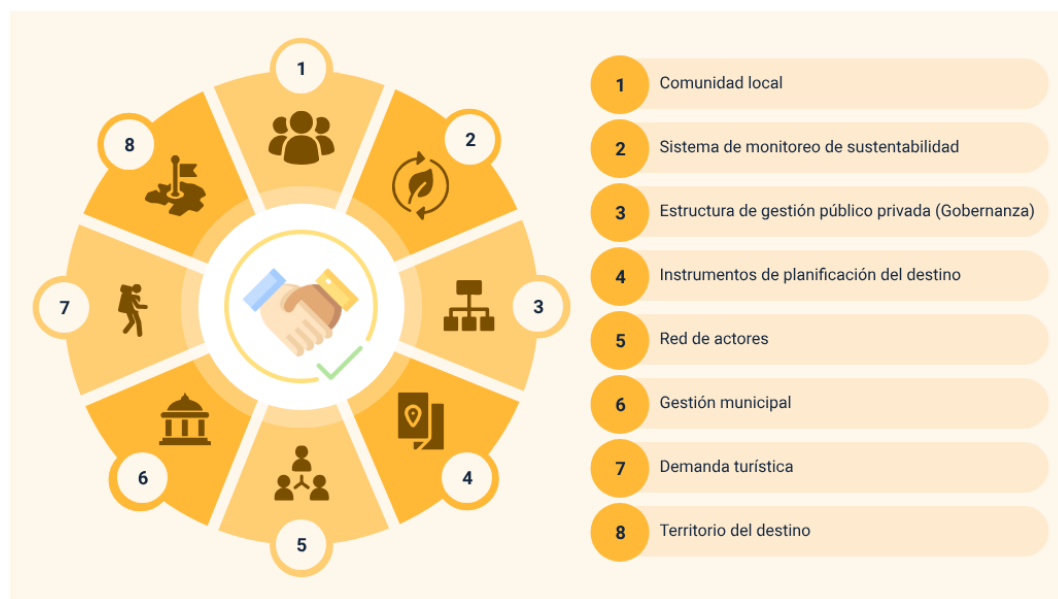 1
2
3
4
5
6
7
8
1 Comunidad local
2 Sistema de monitoreo de sustentabilidad
3 Estructura de gestión público privada (Gobernanza)
4 Instrumentos de planificación del destino
5 Red de actores
6 Gestión municipal
7 Demanda turística
8 Territorio del destino